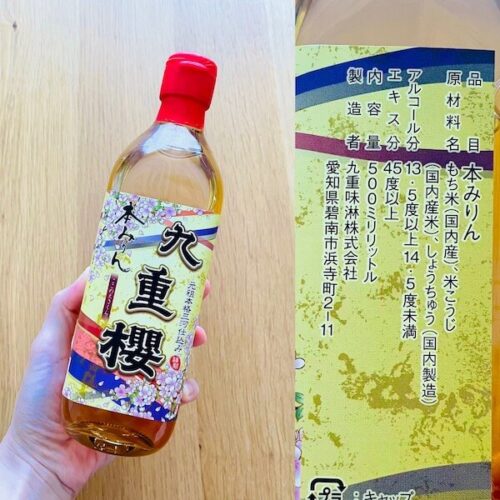 九重櫻
本みりん
元祖本格三河仕込み
品目 本みりん
原材料名 もち米(国内産)、米こうじ
(国内産米)、しょうちゅう(国内製造)
アルコール分 13・5度以上14・5度未満
エキス分 45度以上
内容量 500ミリリットル
製造者 九重味淋株式会社
愛知県碧南市浜寺町2-11
:キャップ